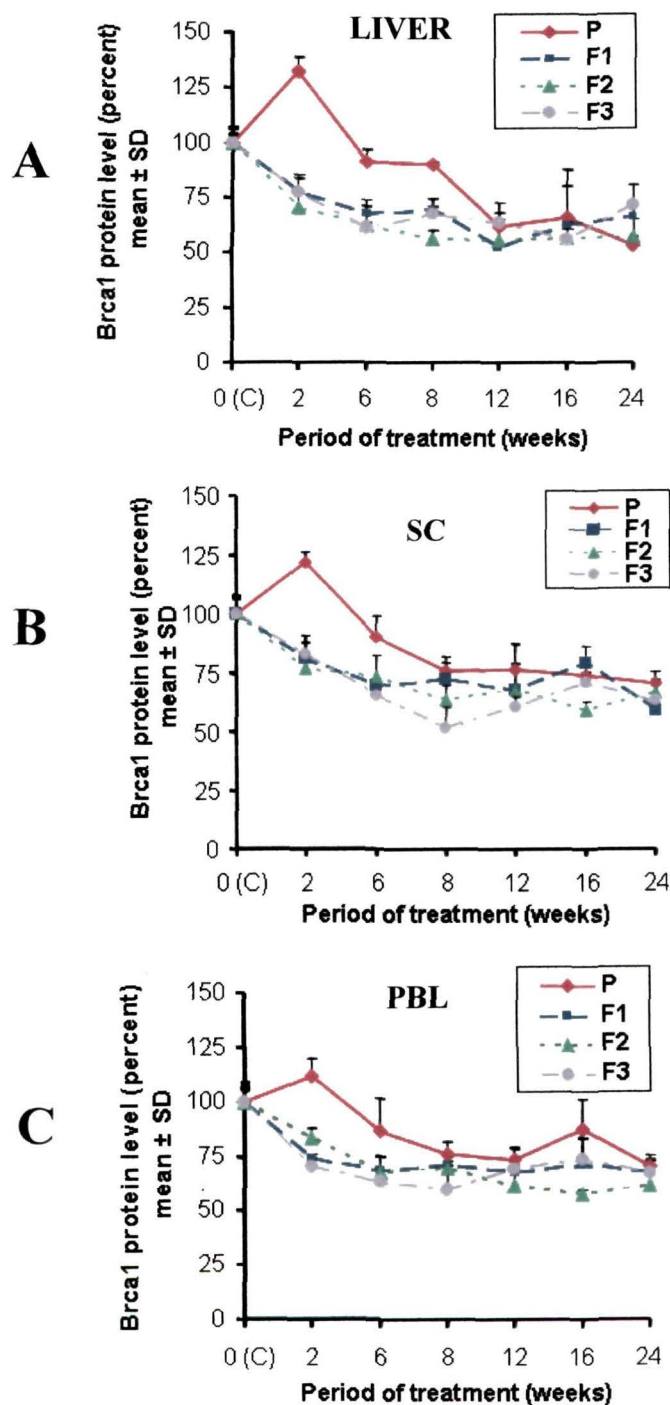 A
LIVER
P
F1
F2
F3
Brca1 protein level (percent)
mean ± SD
150
125
100
75
50
25
0
0 (C) 2 6 8 12 16 24
Period of treatment (weeks)
B
SC
P
F1
F2
F3
Brca1 protein level (percent)
mean ± SD
150
125
100
75
50
25
0
0 (C) 2 6 8 12 16 24
Period of treatment (weeks)
C
PBL
P
F1
F2
F3
Brca1 protein level (percent)
mean ± SD
150
125
100
75
50
25
0
0 (C) 2 6 8 12 16 24
Period of treatment (weeks)